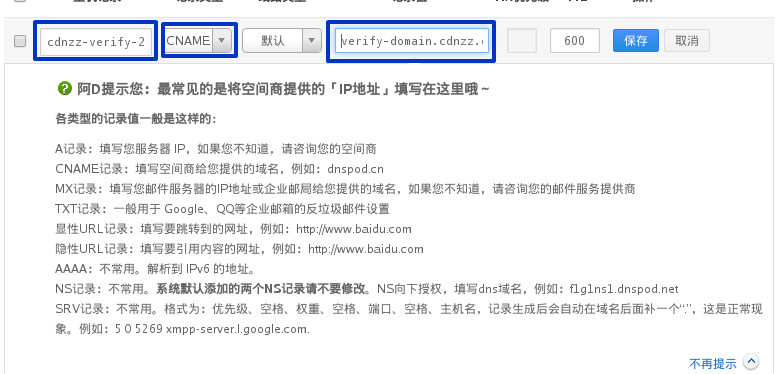 cdnzz-verify-2 CNAME 默认 verify-domain.cdnzz. 600 保存 取消
阿D提示您：最常见的是将空间商提供的「IP地址」填写在这里哦～
各类型的记录值一般是这样的：
A记录：填写您服务器 IP，如果您不知道，请咨询您的空间商
CNAME记录：填写空间商给您提供的域名，例如：dnspod.cn
MX记录：填写您邮件服务器的IP地址或企业邮局给您提供的域名，如果您不知道，请咨询您的邮件服务提供商
TXT记录：一般用于 Google、QQ等企业邮箱的反垃圾邮件设置
显性URL记录：填写要跳转到的网址，例如：http://www.baidu.com
隐性URL记录：填写要引用内容的网址，例如：http://www.baidu.com
AAAA：不常用。解析到 IPv6 的地址。
NS记录：不常用。系统默认添加的两个NS记录请不要修改。NS向下授权，填写dns域名，例如：f1g1ns1.dnspod.net
SRV记录：不常用。格式为：优先级、空格、权重、空格、端口、空格、主机名，记录生成后会自动在域名后面补一个“.”，这是正常现
象。例如：5 0 5269 xmpp-server.l.google.com.
不再提示